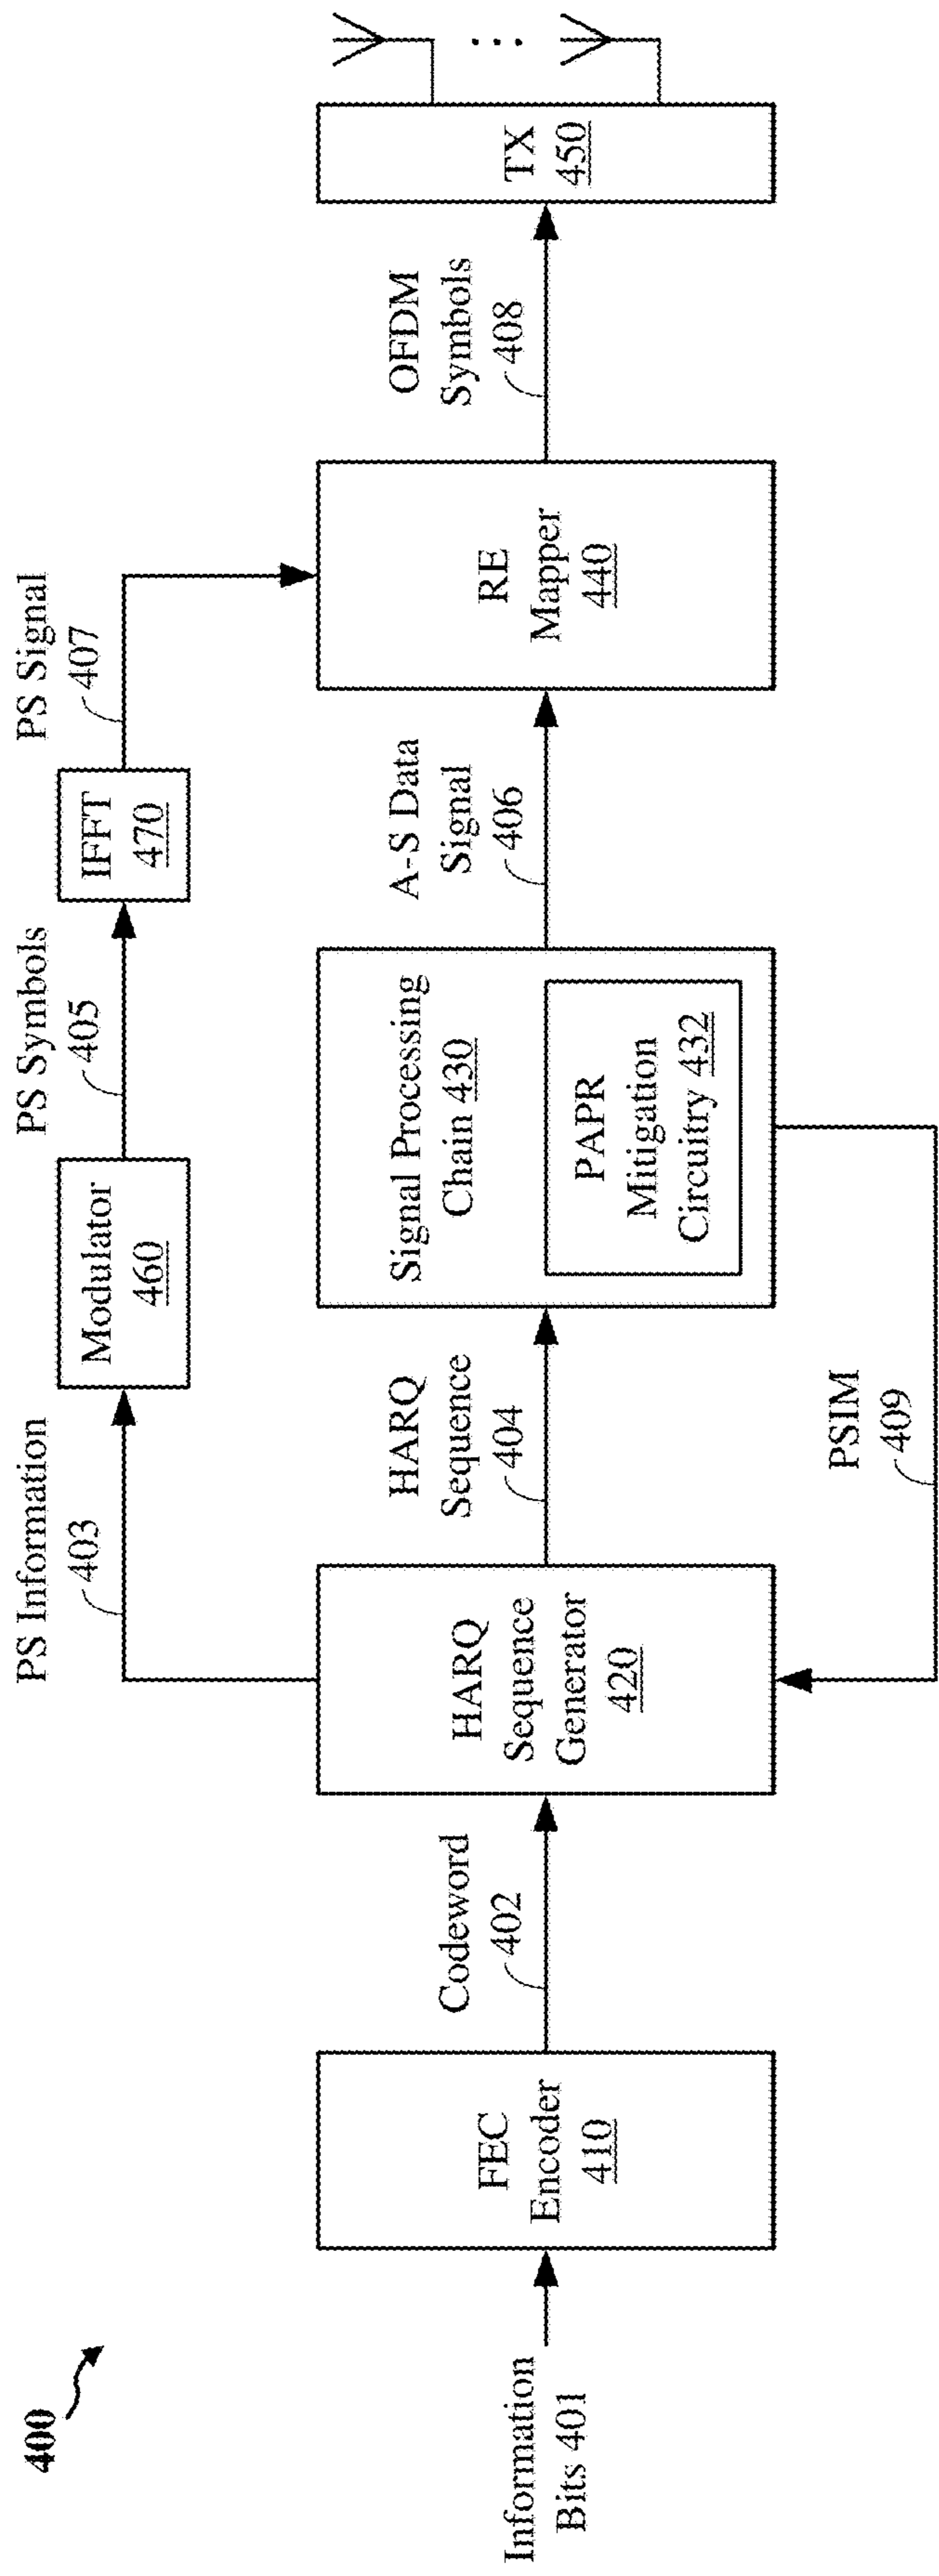 400
Information
Bits 401
FEC
Encoder
410
Codeword
402
HARQ
Sequence
Generator
420
PS Information
403
Modulator
460
PS Symbols
405
IFFT
470
PS Signal
407
HARQ
Sequence
404
Signal Processing
Chain 430
PAPR
Mitigation
Circuitry 432
PSIM
409
A-S Data
Signal
406
RE
Mapper
440
OFDM
Symbols
408
TX
450